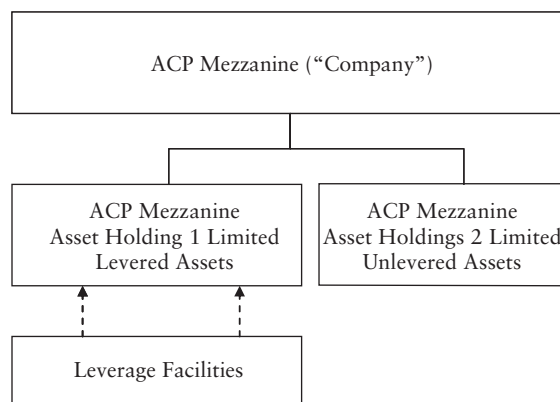 ACP Mezzanine (“Company”)
ACP Mezzanine
Asset Holding 1 Limited
Levered Assets
ACP Mezzanine
Asset Holdings 2 Limited
Unlevered Assets
Leverage Facilities